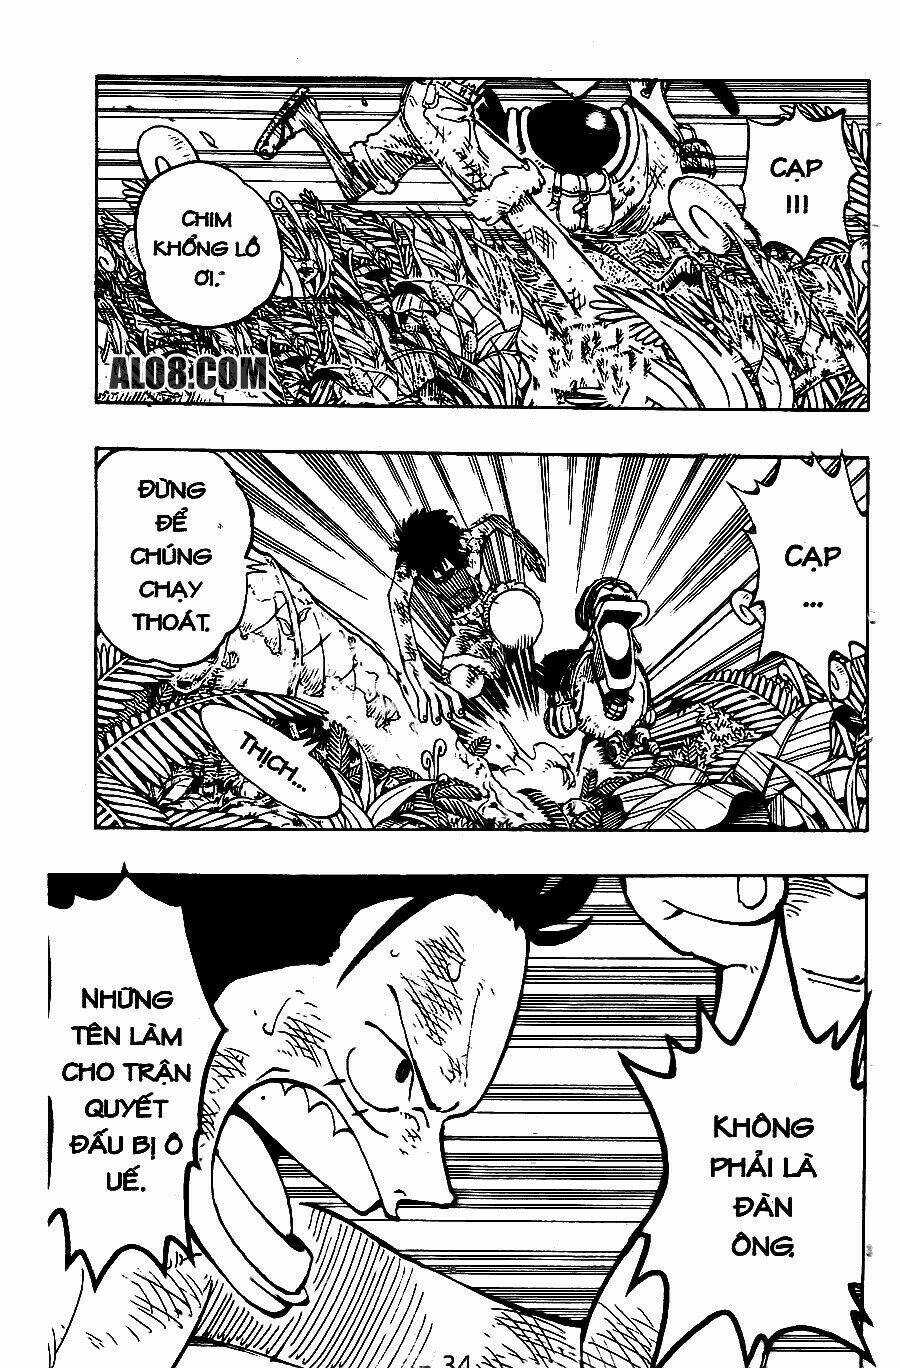 CẠP
!!!
CHIM
KHỔNG LỒ
ƠI.
ALO8.COM
CẠP
...
ĐỪNG
ĐỂ
CHÚNG
CHẠY
THOÁT.
THỊCH...
KHÔNG
PHẢI LÀ
ĐÀN
ÔNG.
NHỮNG
TÊN LÀM
CHO TRẬN
QUYẾT
ĐẤU BỊ Ô
UẾ.
34